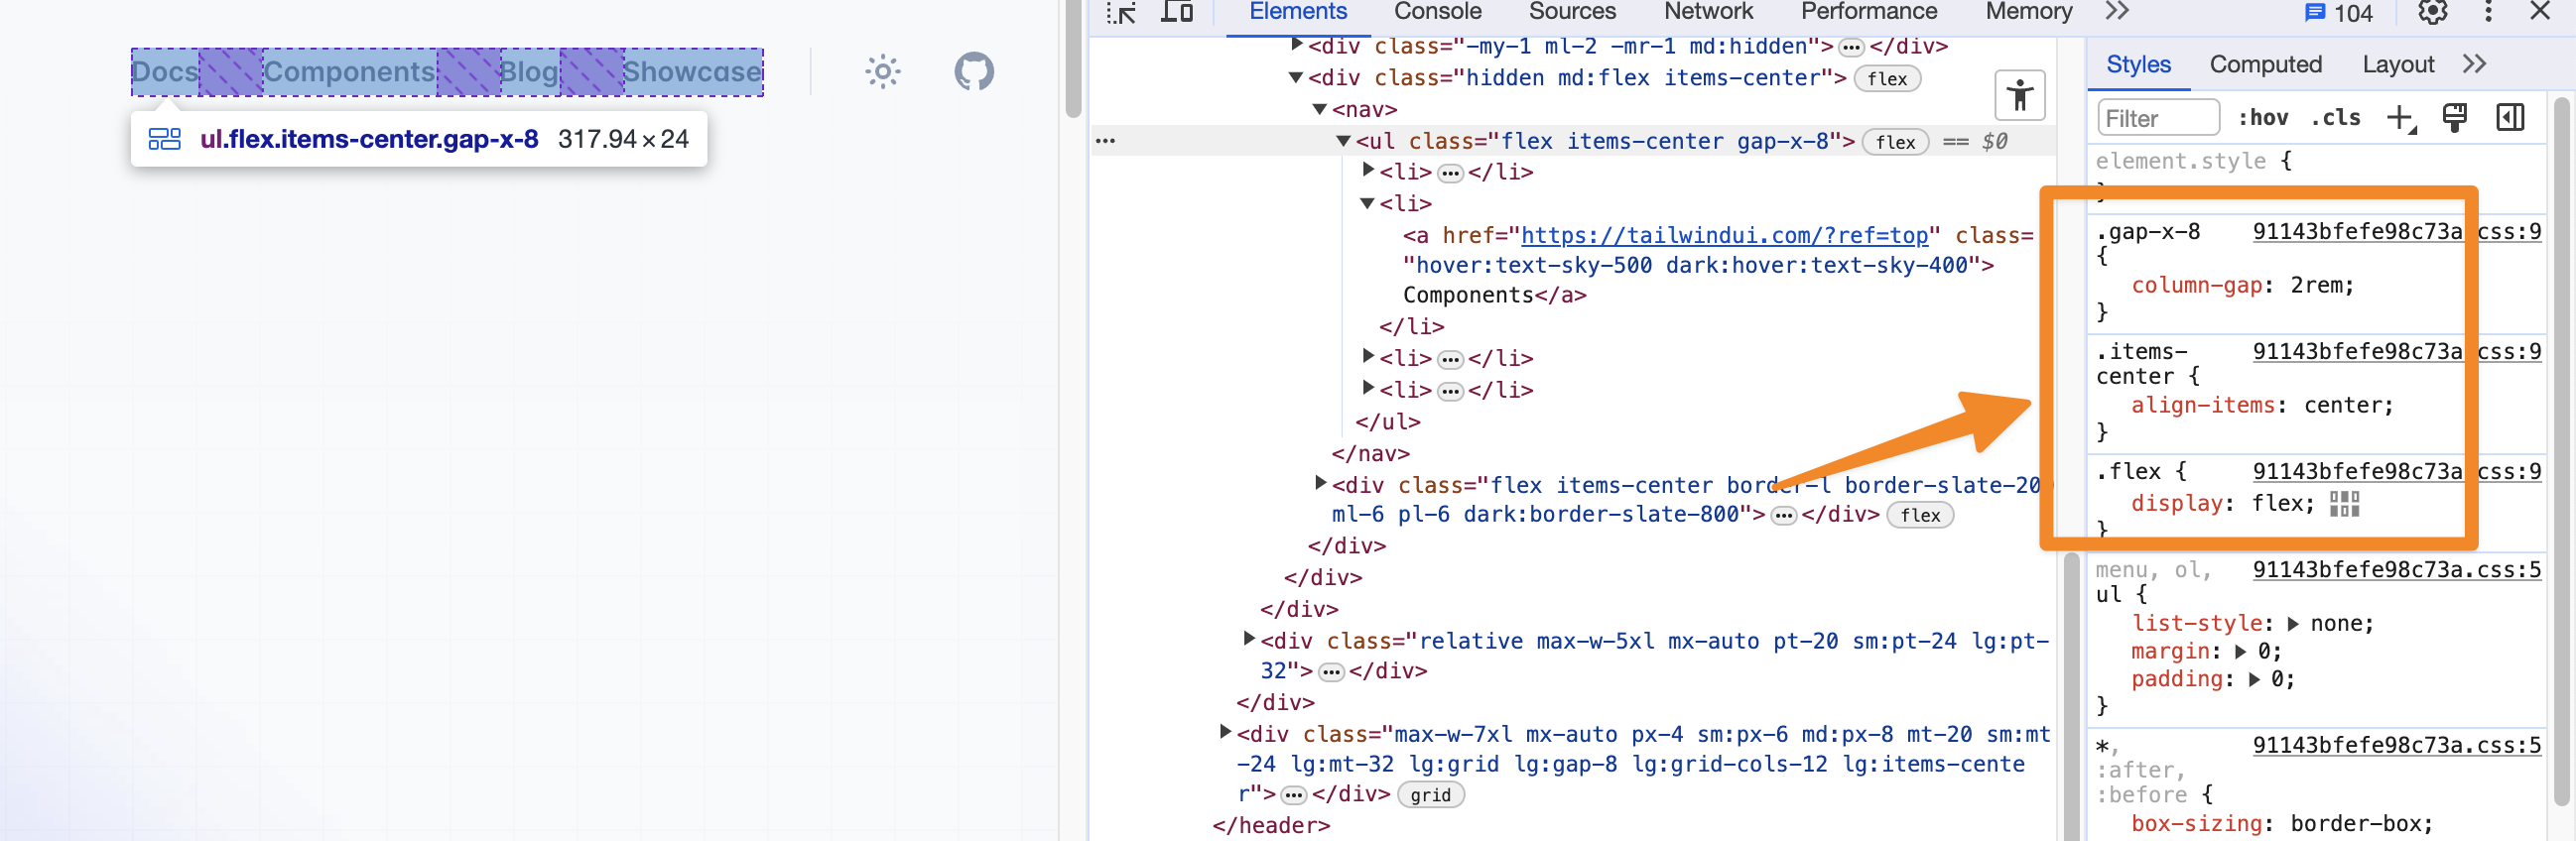 Docs Components Blog Showcase
ul.flex.items-center.gap-x-8 317.94×24
Elements Console Sources Network Performance Memory 104
<div class="-my-1 ml-2 -mr-1 md:hidden">…</div>
<div class="hidden md:flex items-center"> flex
<nav>
… <ul class="flex items-center gap-x-8"> flex == $0
<li>…</li>
<li>
<a href="https://tailwindui.com/?ref=top" class=
"hover:text-sky-500 dark:hover:text-sky-400">
Components</a>
</li>
<li>…</li>
<li>…</li>
</ul>
</nav>
<div class="flex items-center border-l border-slate-20
ml-6 pl-6 dark:border-slate-800">…</div> flex
</div>
</div>
</div>
<div class="relative max-w-5xl mx-auto pt-20 sm:pt-24 lg:pt-
32">…</div>
</div>
<div class="max-w-7xl mx-auto px-4 sm:px-6 md:px-8 mt-20 sm:mt
-24 lg:mt-32 lg:grid lg:gap-8 lg:grid-cols-12 lg:items-cente
r">…</div> grid
</header>
Styles Computed Layout
Filter :hov .cls
element.style {
}
.gap-x-8 91143bfefe98c73a.css:9
{
column-gap: 2rem;
}
.items- 91143bfefe98c73a.css:9
center {
align-items: center;
}
.flex { 91143bfefe98c73a.css:9
display: flex;
}
menu, ol, 91143bfefe98c73a.css:5
ul {
list-style: none;
margin: 0;
padding: 0;
}
*, 91143bfefe98c73a.css:5
:after,
:before {
box-sizing: border-box;